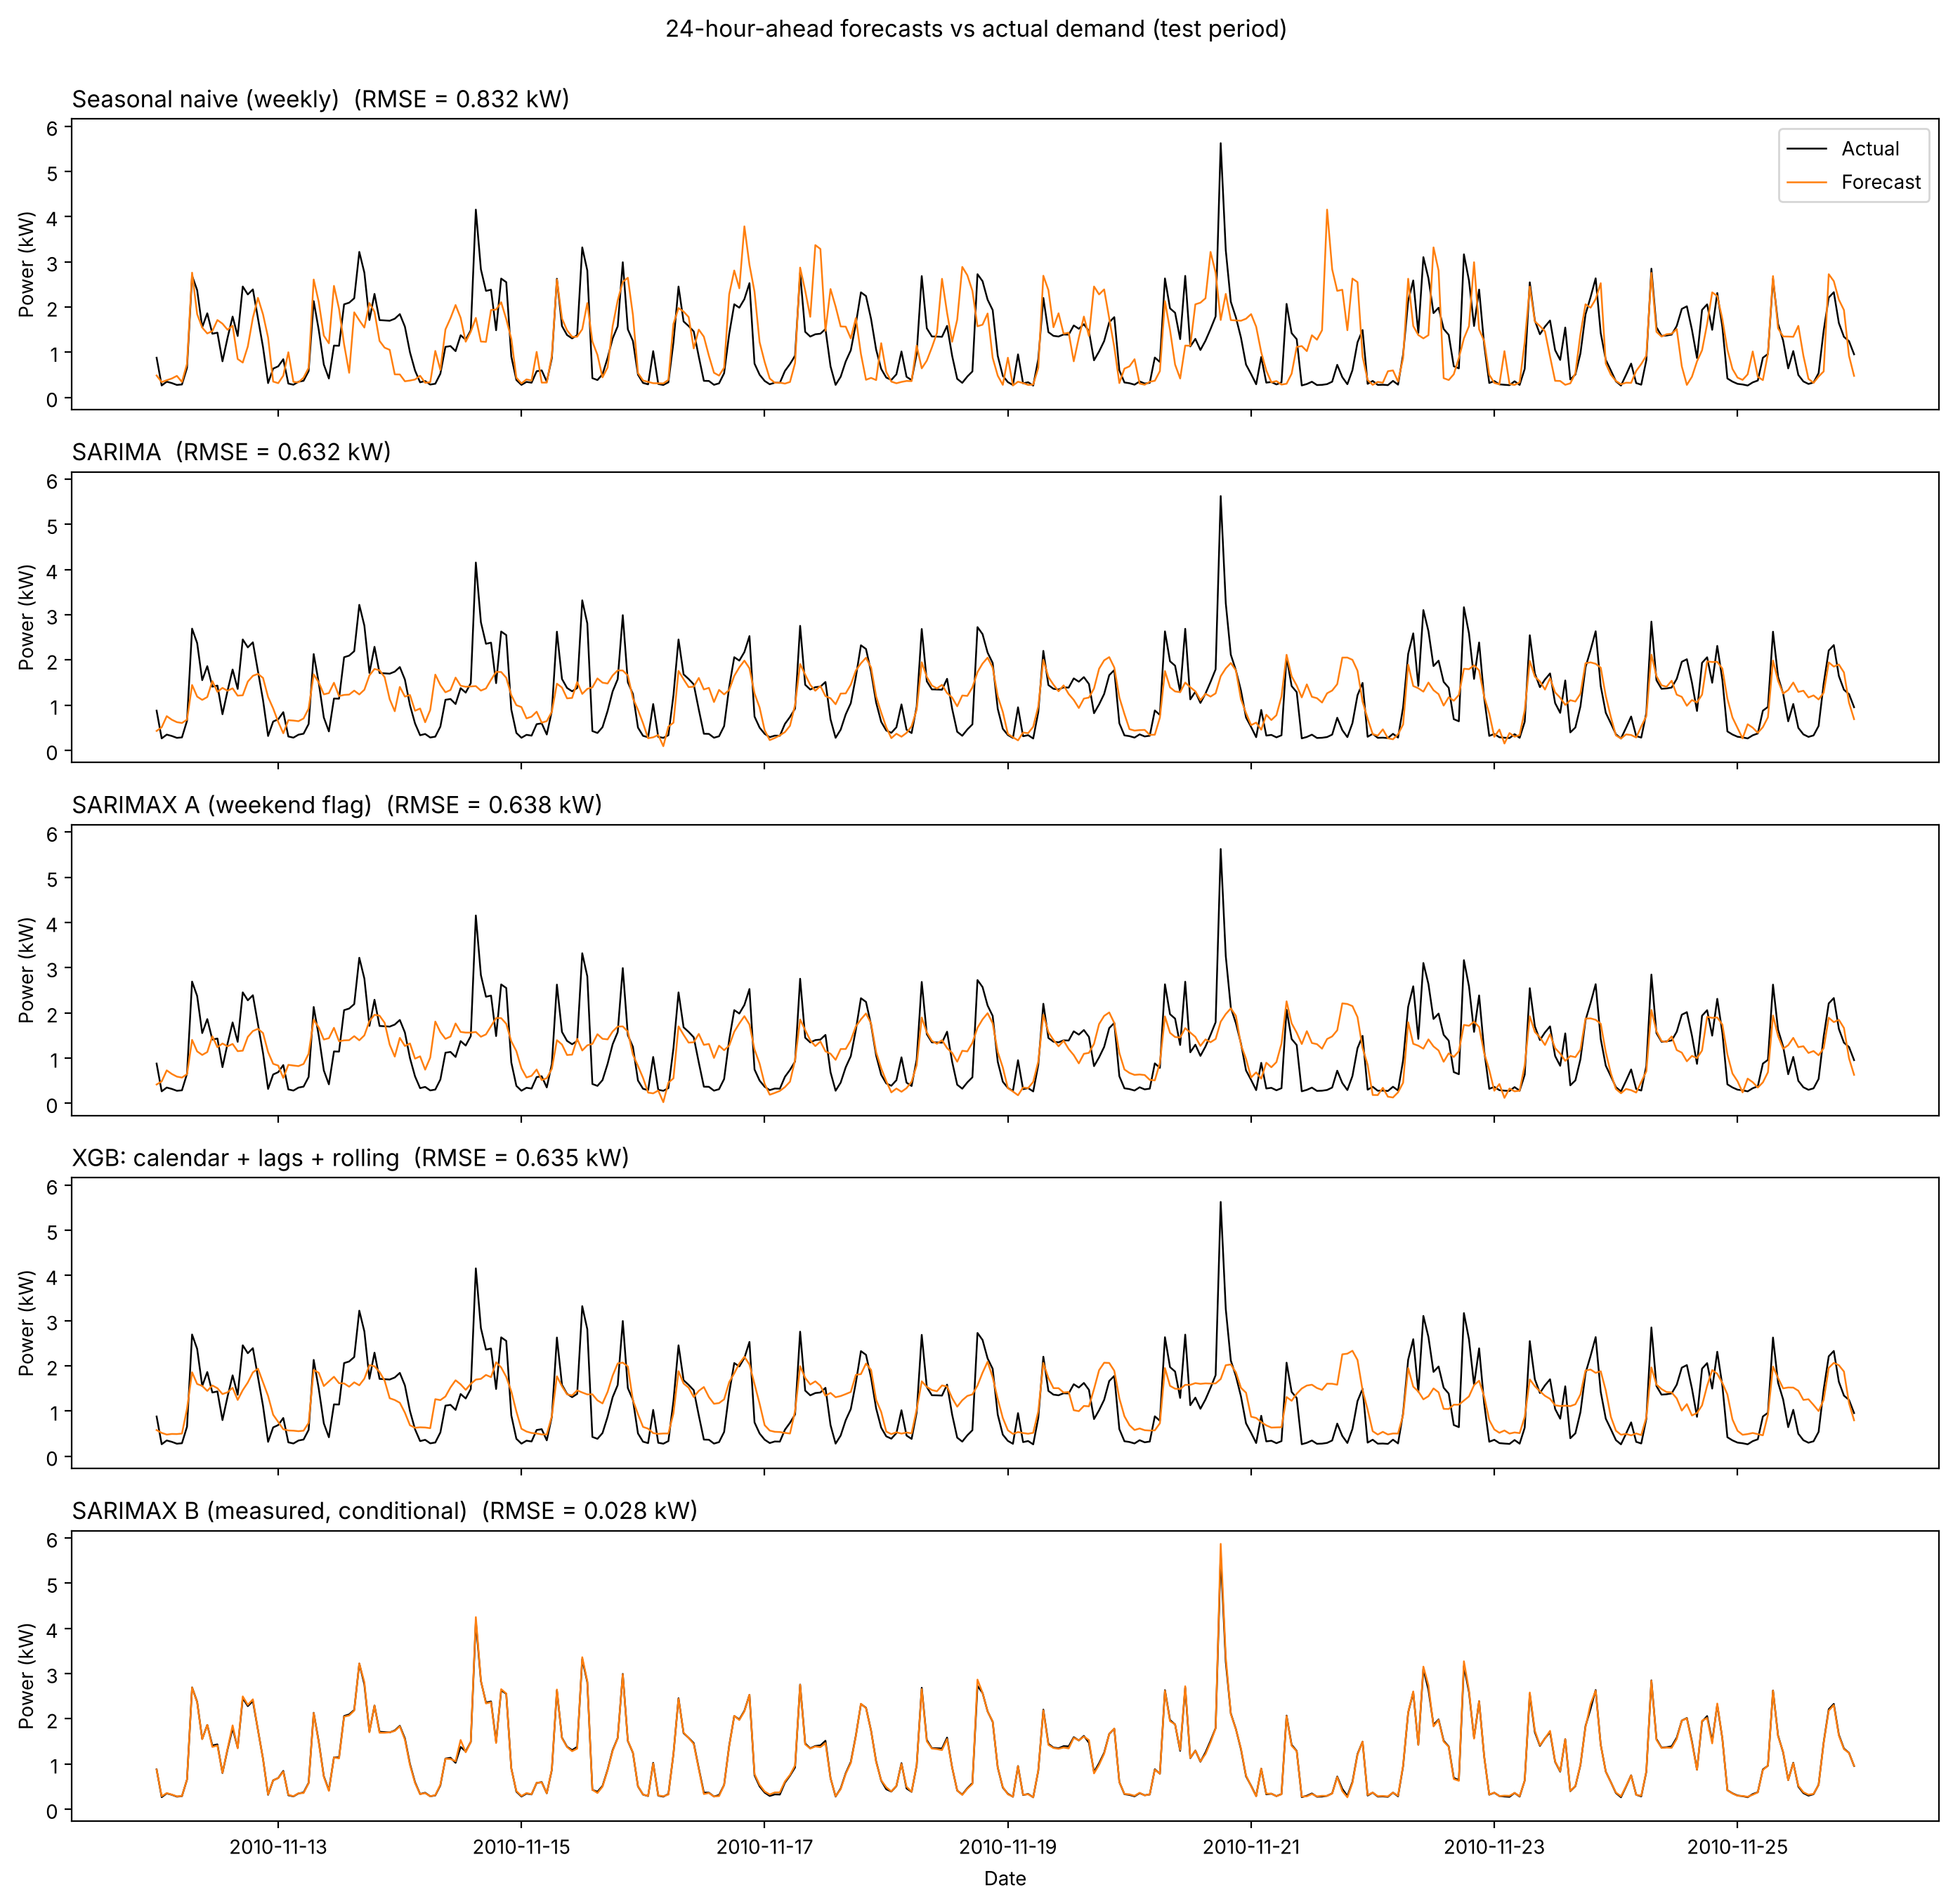 24-hour-ahead forecasts vs actual demand (test period)
Seasonal naive (weekly)  (RMSE = 0.832 kW)
Power (kW)
6
5
4
3
2
1
0
Actual
Forecast
SARIMA  (RMSE = 0.632 kW)
Power (kW)
6
5
4
3
2
1
0
SARIMAX A (weekend flag)  (RMSE = 0.638 kW)
Power (kW)
6
5
4
3
2
1
0
XGB: calendar + lags + rolling  (RMSE = 0.635 kW)
Power (kW)
6
5
4
3
2
1
0
SARIMAX B (measured, conditional)  (RMSE = 0.028 kW)
Power (kW)
6
5
4
3
2
1
0
2010-11-13 2010-11-15 2010-11-17 2010-11-19 2010-11-21 2010-11-23 2010-11-25
Date